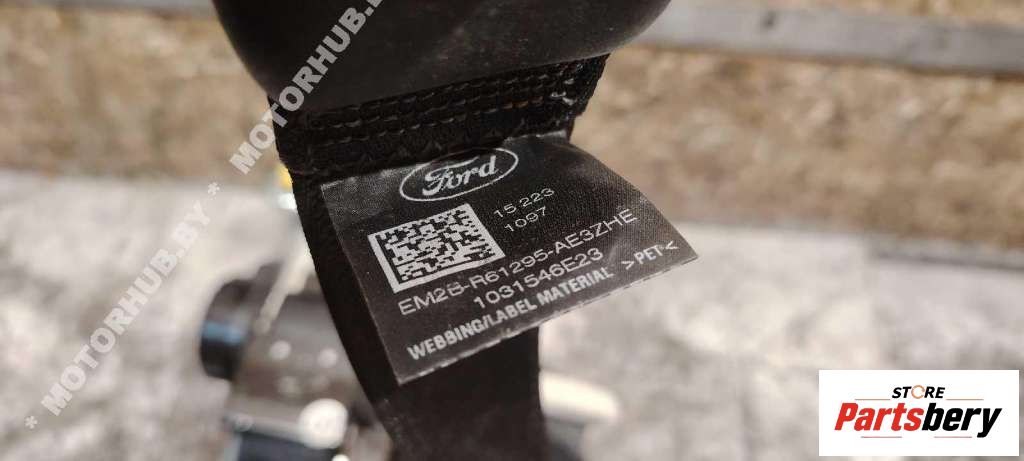 * MOTORHUB.BY * MOTORHUB.BY *
Ford
15.223
1097
EM2B-R61295-AE3ZHE
1031546E23
WEBBING/LABEL MATERIAL >PET<
STORE
Partsbery